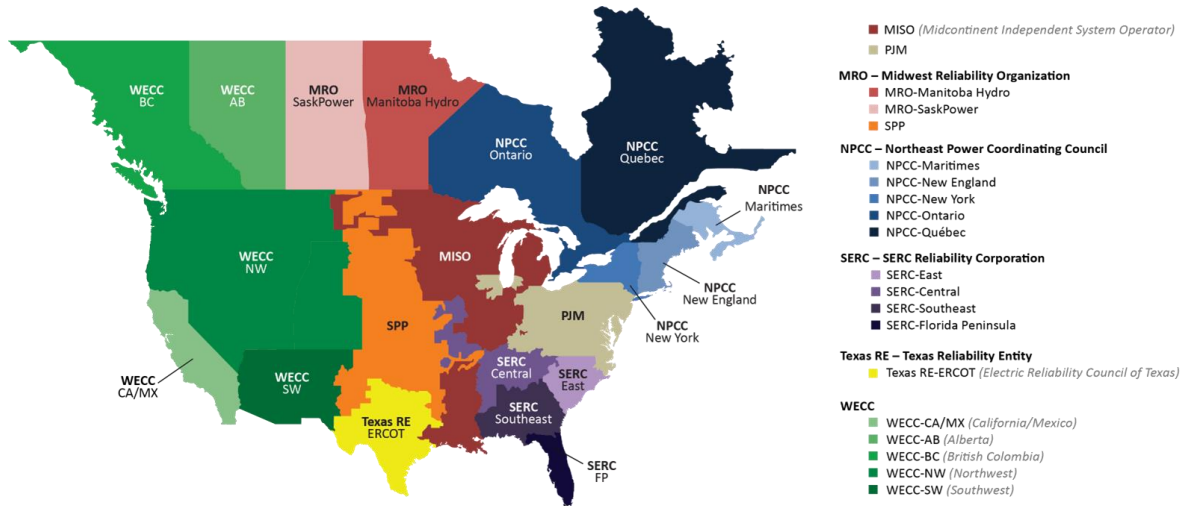 WECC
BC
WECC
AB
MRO
SaskPower
MRO
Manitoba Hydro
NPCC
Ontario
NPCC
Quebec
NPCC
Maritimes
WECC
NW
MISO
NPCC
New England
SPP
PJM
NPCC
New York
WECC
CA/MX
WECC
SW
SERC
Central
SERC
East
Texas RE
ERCOT
SERC
Southeast
SERC
FP
MISO (Midcontinent Independent System Operator)
PJM
MRO – Midwest Reliability Organization
MRO-Manitoba Hydro
MRO-SaskPower
SPP
NPCC – Northeast Power Coordinating Council
NPCC-Maritimes
NPCC-New England
NPCC-New York
NPCC-Ontario
NPCC-Québec
SERC – SERC Reliability Corporation
SERC-East
SERC-Central
SERC-Southeast
SERC-Florida Peninsula
Texas RE – Texas Reliability Entity
Texas RE-ERCOT (Electric Reliability Council of Texas)
WECC
WECC-CA/MX (California/Mexico)
WECC-AB (Alberta)
WECC-BC (British Colombia)
WECC-NW (Northwest)
WECC-SW (Southwest)